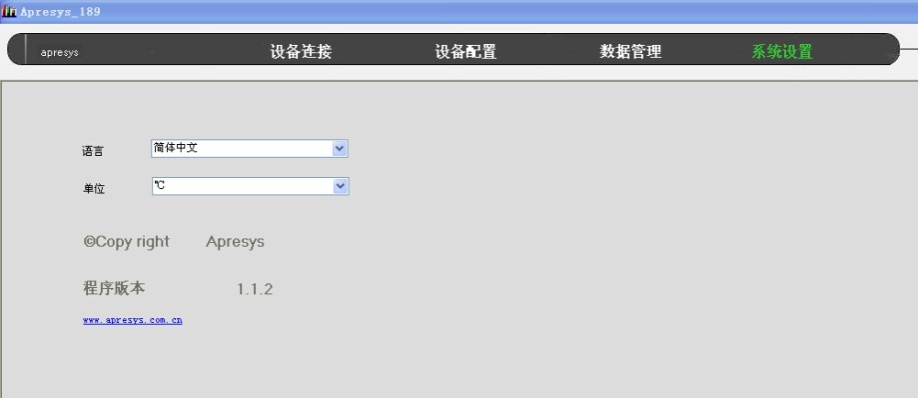 Apresys_189
apresys 设备连接 设备配置 数据管理 系统设置
语言 简体中文
单位 ℃
©Copy right Apresys
程序版本 1.1.2
www.apresys.com.cn